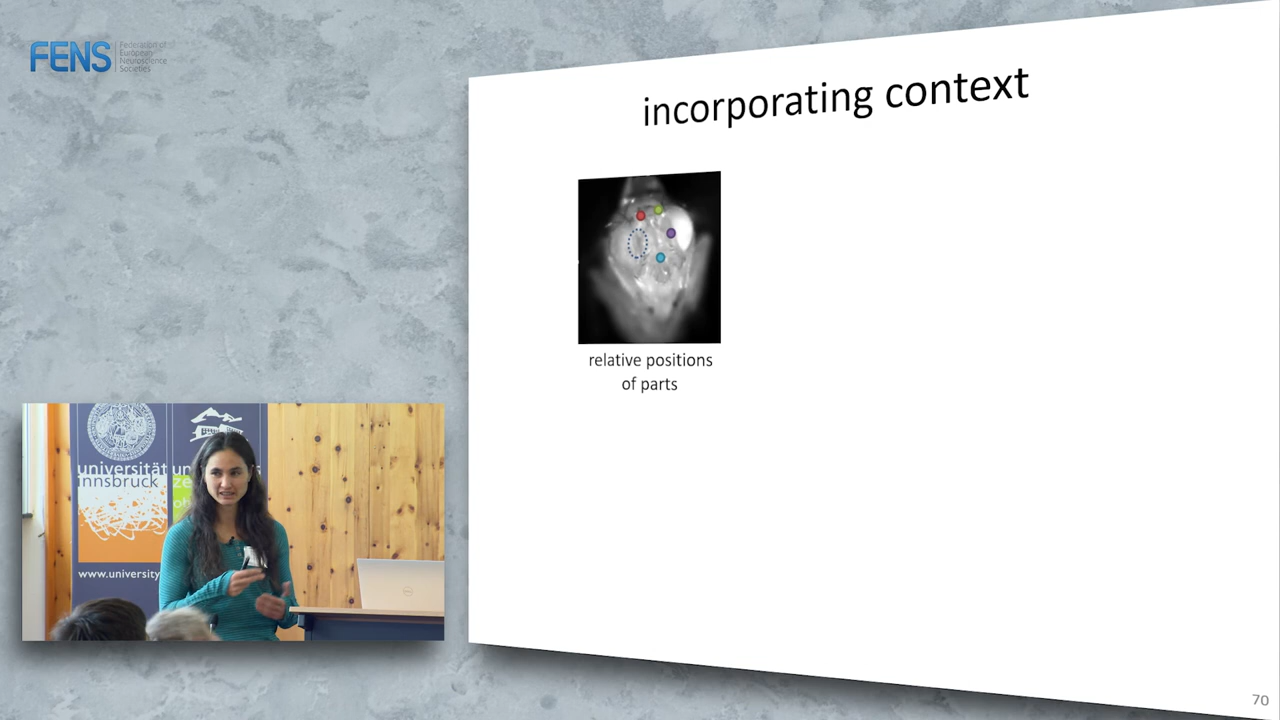 FENS
Federation of
European
Neuroscience
Societies
incorporating context
relative positions
of parts
universität
innsbruck
www.university
70